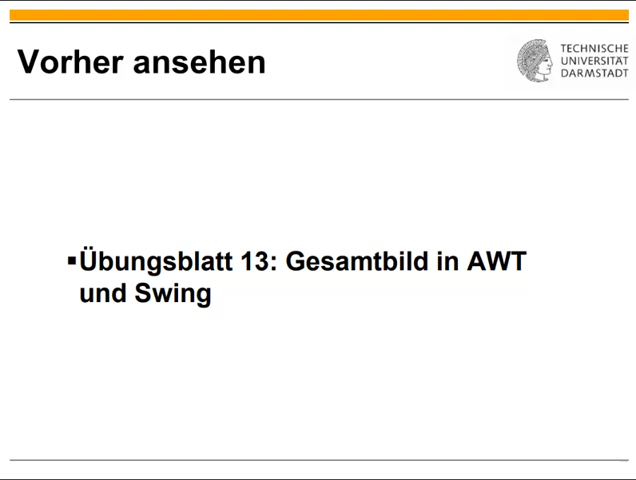 Vorher ansehen
TECHNISCHE
UNIVERSITÄT
DARMSTADT
▪Übungsblatt 13: Gesamtbild in AWT
und Swing